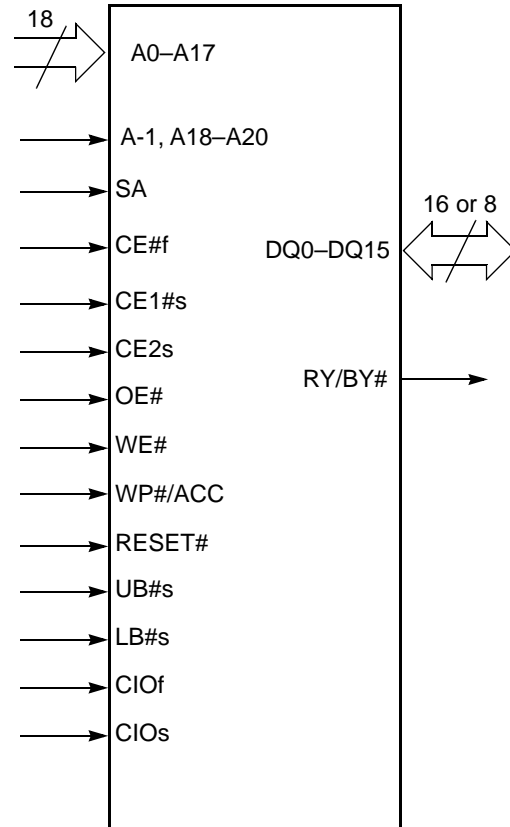 18
A0–A17
A-1, A18–A20
SA
16 or 8
CE#f
DQ0–DQ15
CE1#s
CE2s
RY/BY#
OE#
WE#
WP#/ACC
RESET#
UB#s
LB#s
CIOf
CIOs